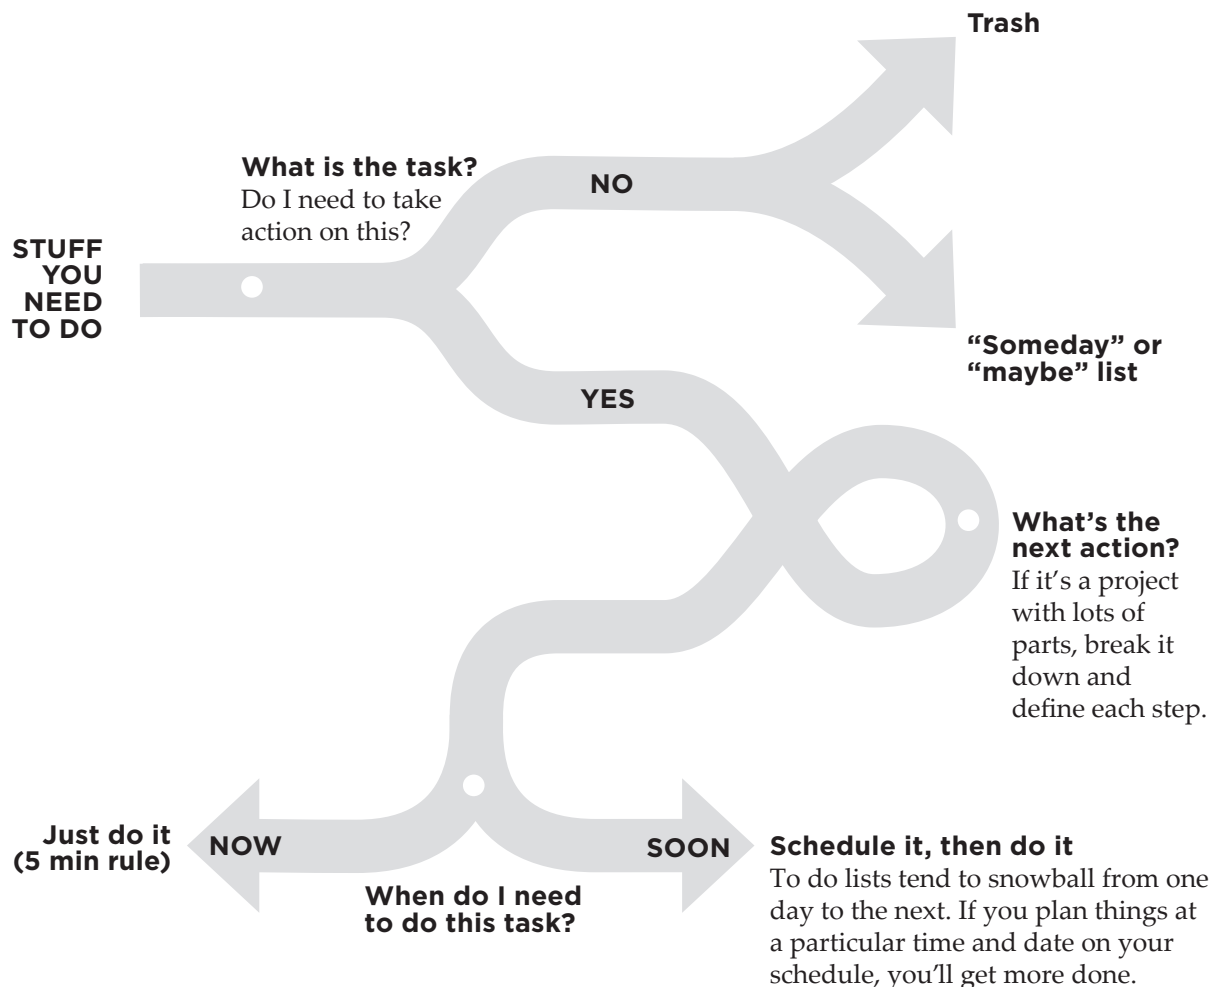 Trash
What is the task?
Do I need to take
action on this?
NO
STUFF
YOU
NEED
TO DO
“Someday” or
“maybe” list
YES
What’s the
next action?
If it’s a project
with lots of
parts, break it
down and
define each step.
Just do it
(5 min rule)
NOW
When do I need
to do this task?
SOON
Schedule it, then do it
To do lists tend to snowball from one
day to the next. If you plan things at
a particular time and date on your
schedule, you’ll get more done.